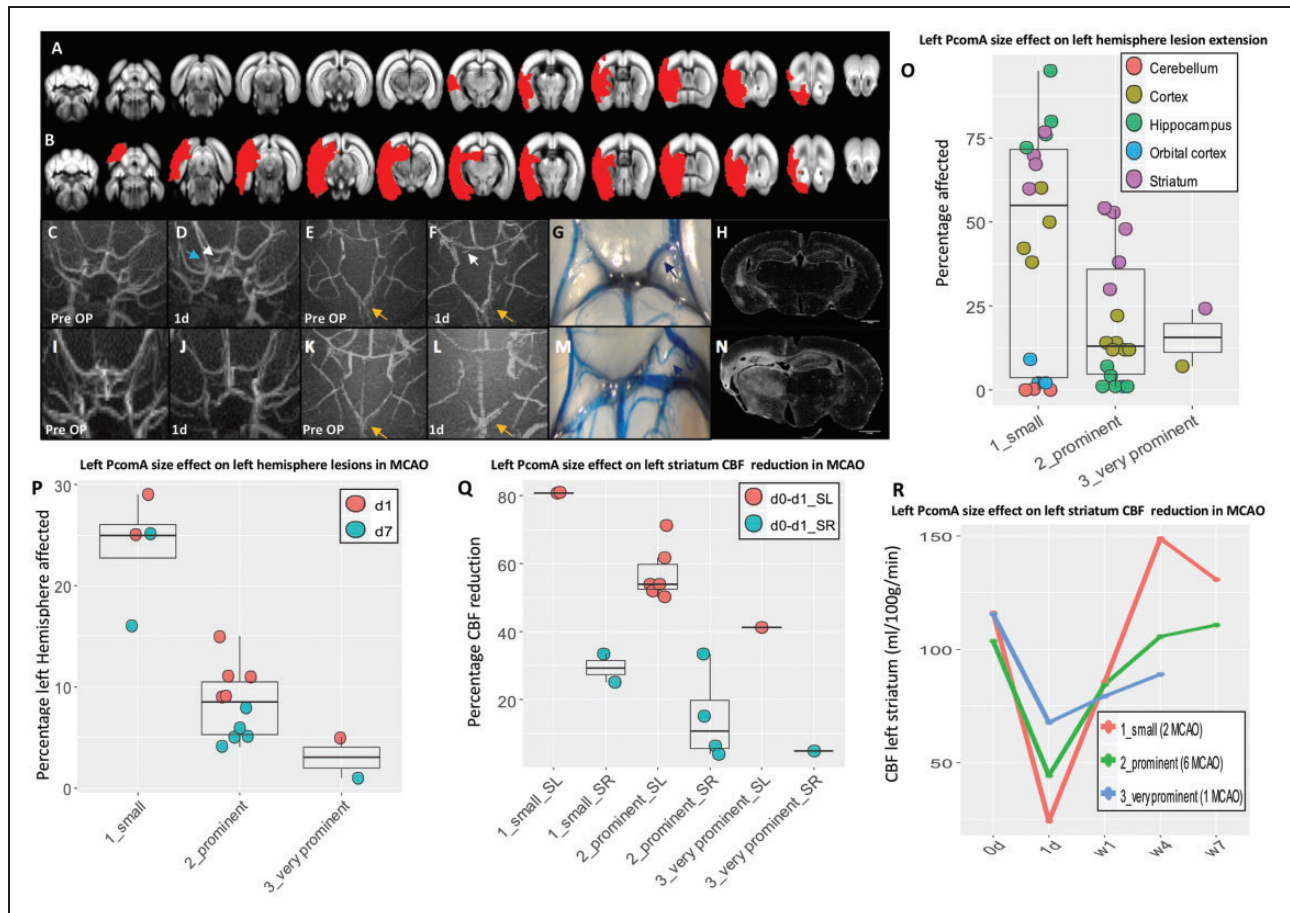 A
B
C
Pre OP
D
1d
E
Pre OP
F
1d
G
H
I
Pre OP
J
1d
K
Pre OP
L
1d
M
N
Left PcomA size effect on left hemisphere lesion extension
O
Percentage affected
75
50
25
0
1_small
2_prominent
3_very prominent
Cerebellum
Cortex
Hippocampus
Orbital cortex
Striatum
Left PcomA size effect on left hemisphere lesions in MCAO
P
Percentage left Hemisphere affected
30
20
10
0
1_small
2_prominent
3_very prominent
d1
d7
Left PcomA size effect on left striatum CBF reduction in MCAO
Q
Percentage CBF reduction
80
60
40
20
1_small_SL
1_small_SR
2_prominent_SL
2_prominent_SR
3_very prominent_SL
3_very prominent_SR
d0-d1_SL
d0-d1_SR
R
Left PcomA size effect on left striatum CBF reduction in MCAO
CBF left striatum (ml/100g/min)
150
100
50
0d
1d
w1
w4
w7
1_small (2 MCAO)
2_prominent (6 MCAO)
3_very prominent (1 MCAO)